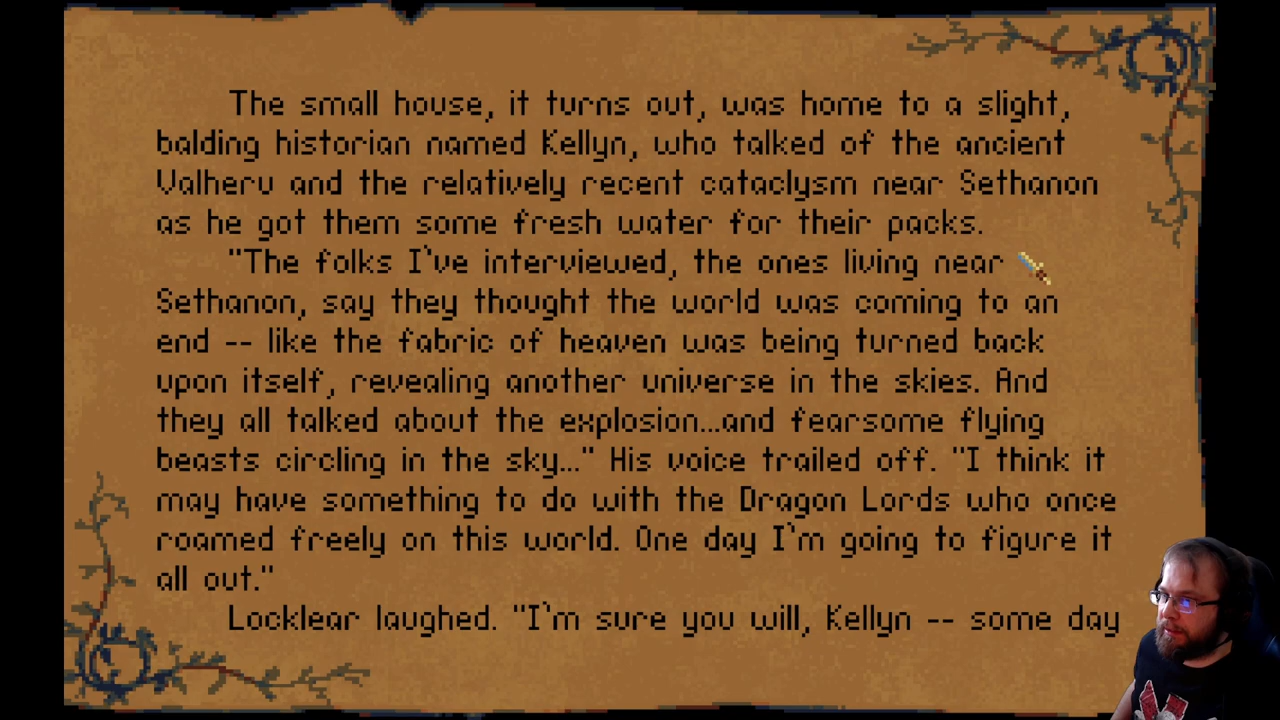 The small house, it turns out, was home to a slight,
balding historian named Kellyn, who talked of the ancient
Valheru and the relatively recent cataclysm near Sethanon
as he got them some fresh water for their packs.
"The folks I`ve interviewed, the ones living near
Sethanon, say they thought the world was coming to an
end -- like the fabric of heaven was being turned back
upon itself, revealing another universe in the skies. And
they all talked about the explosion...and fearsome flying
beasts circling in the sky..." His voice trailed off. "I think it
may have something to do with the Dragon Lords who once
roamed freely on this world. One day I`m going to figure it
all out."
Locklear laughed. "I`m sure you will, Kellyn -- some day